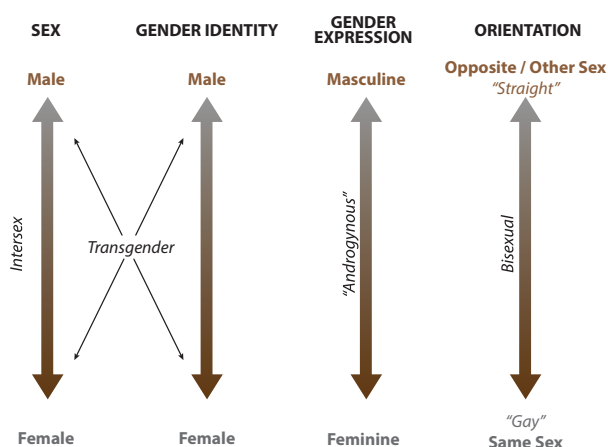 SEX
GENDER IDENTITY
GENDER
EXPRESSION
ORIENTATION
Male
Male
Masculine
Opposite / Other Sex
“Straight”
Intersex
Transgender
“Androgynous”
Bisexual
Female
Female
Feminine
“Gay”
Same Sex